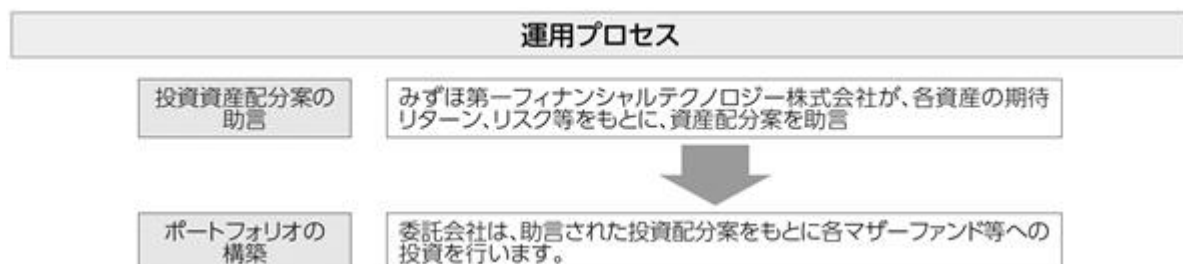 運用プロセス
投資資産配分案の
助言
みずほ第一フィナンシャルテクノロジー株式会社が、各資産の期待
リターン、リスク等をもとに、資産配分案を助言
ポートフォリオの
構築
委託会社は、助言された投資配分案をもとに各マザーファンド等への
投資を行います。